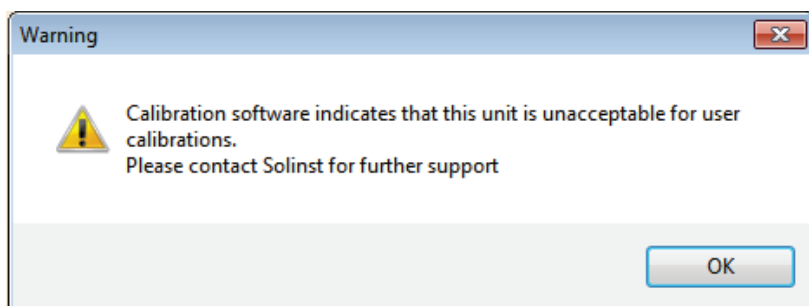 Warning
Calibration software indicates that this unit is unacceptable for user
calibrations.
Please contact Solinst for further support
OK